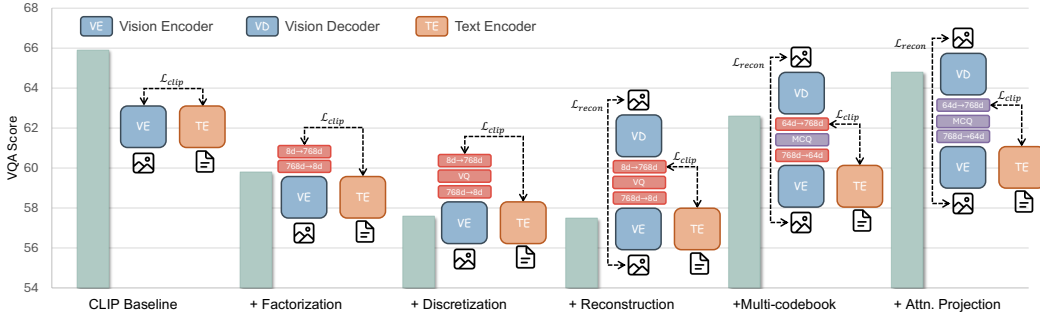 VE Vision Encoder VD Vision Decoder TE Text Encoder
VQA Score
68
66
64
62
60
58
56
54
ℒclip
VE TE
CLIP Baseline
ℒclip
8d→768d
768d→8d
VE TE
+ Factorization
ℒclip
8d→768d
VQ
768d→8d
VE TE
+ Discretization
ℒrecon
VD
ℒclip
8d→768d
VQ
768d→8d
VE TE
+ Reconstruction
ℒrecon
VD
ℒclip
64d→768d
MCQ
768d→64d
VE TE
+Multi-codebook
ℒrecon
VD
ℒclip
64d→768d
MCQ
768d→64d
VE TE
+ Attn. Projection